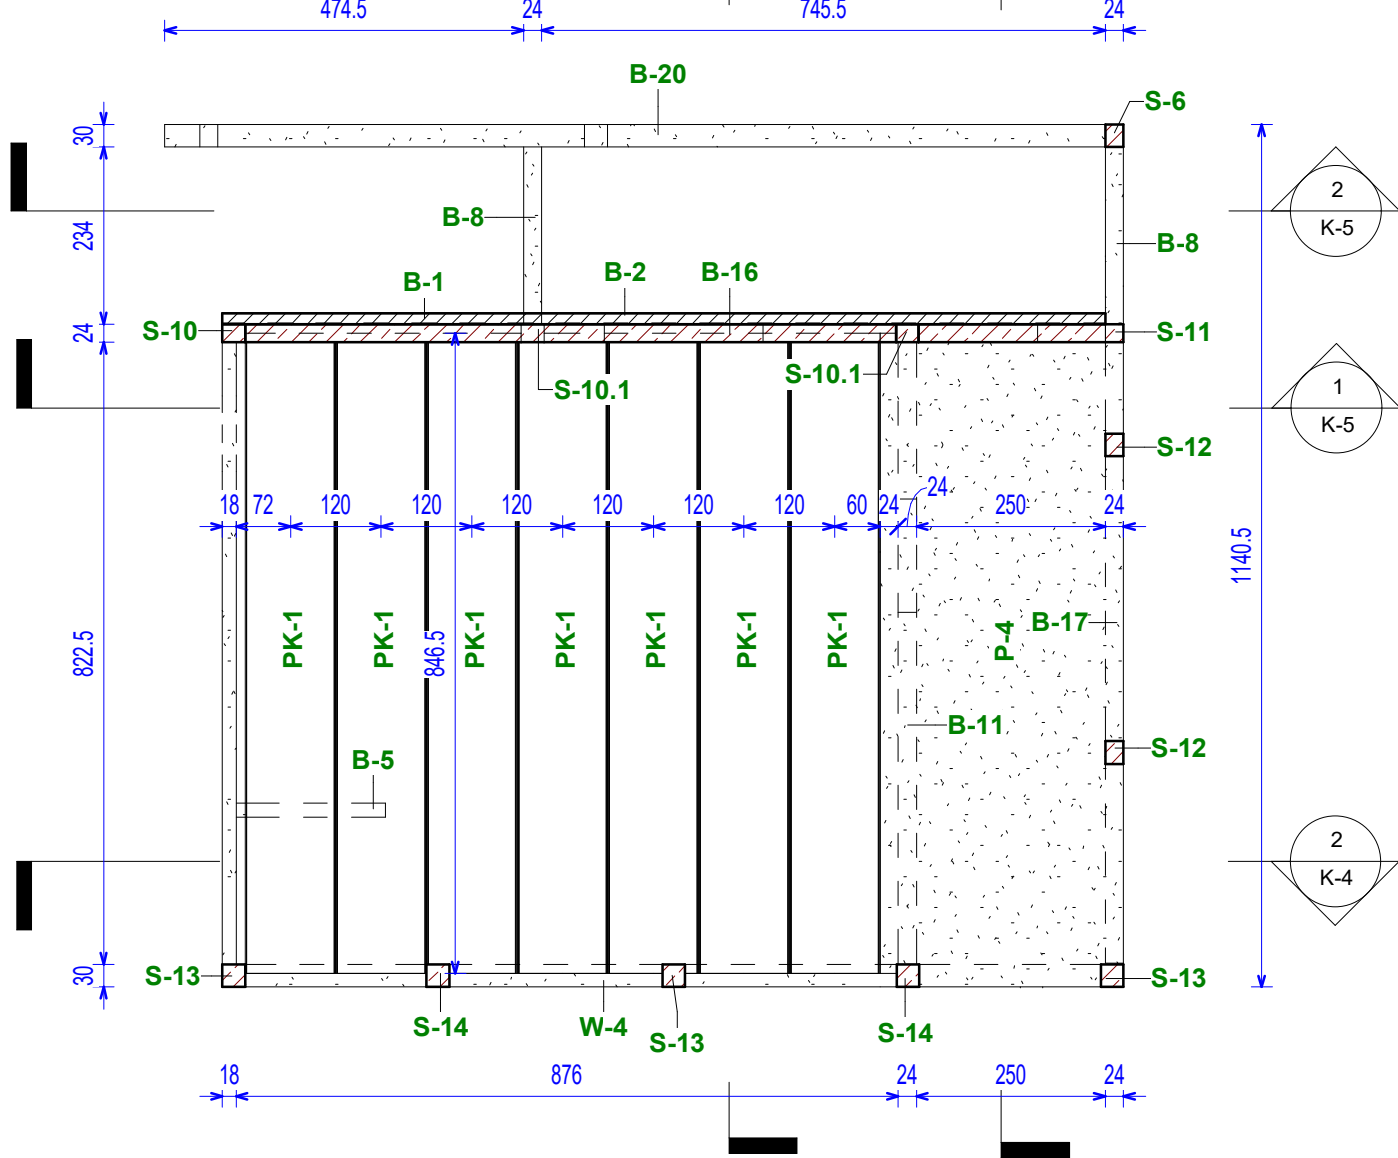 474.5 24 745.5 24
B-20
S-6
30
2
K-5
B-8
234
B-8
B-1 B-2 B-16
S-10 24 S-11
S-10.1 S-10.1
1
K-5
S-12
18 72 120 120 120 120 120 120 60 24 24 250 24
1140.5
822.5 PK-1 PK-1 846.5 PK-1 PK-1 PK-1 PK-1 PK-1 P-4 B-17
B-11
S-12
B-5
2
K-4
S-13 30 S-13
S-14 W-4 S-13 S-14
18 876 24 250 24